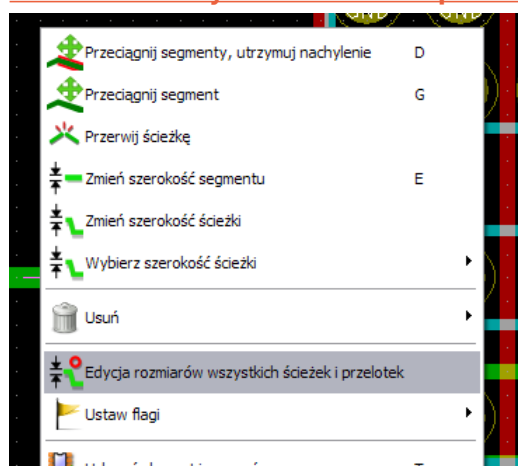 GND
GND
Przeciągnij segmenty, utrzymuj nachylenie D
Przeciągnij segment G
Przerwij ścieżkę
Zmień szerokość segmentu E
Zmień szerokość ścieżki
Wybierz szerokość ścieżki
Usuń
Edycja rozmiarów wszystkich ścieżek i przelotek
Ustaw flagi